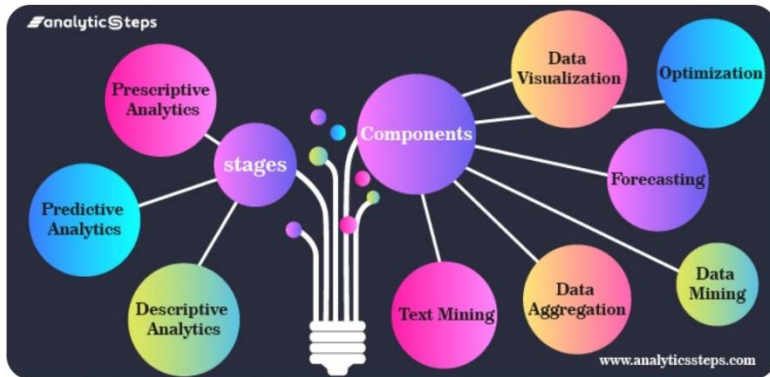 analyticSteps
Prescriptive
Analytics
stages
Predictive
Analytics
Descriptive
Analytics
Components
Data
Visualization
Optimization
Forecasting
Data
Mining
Data
Aggregation
Text Mining
www.analyticssteps.com